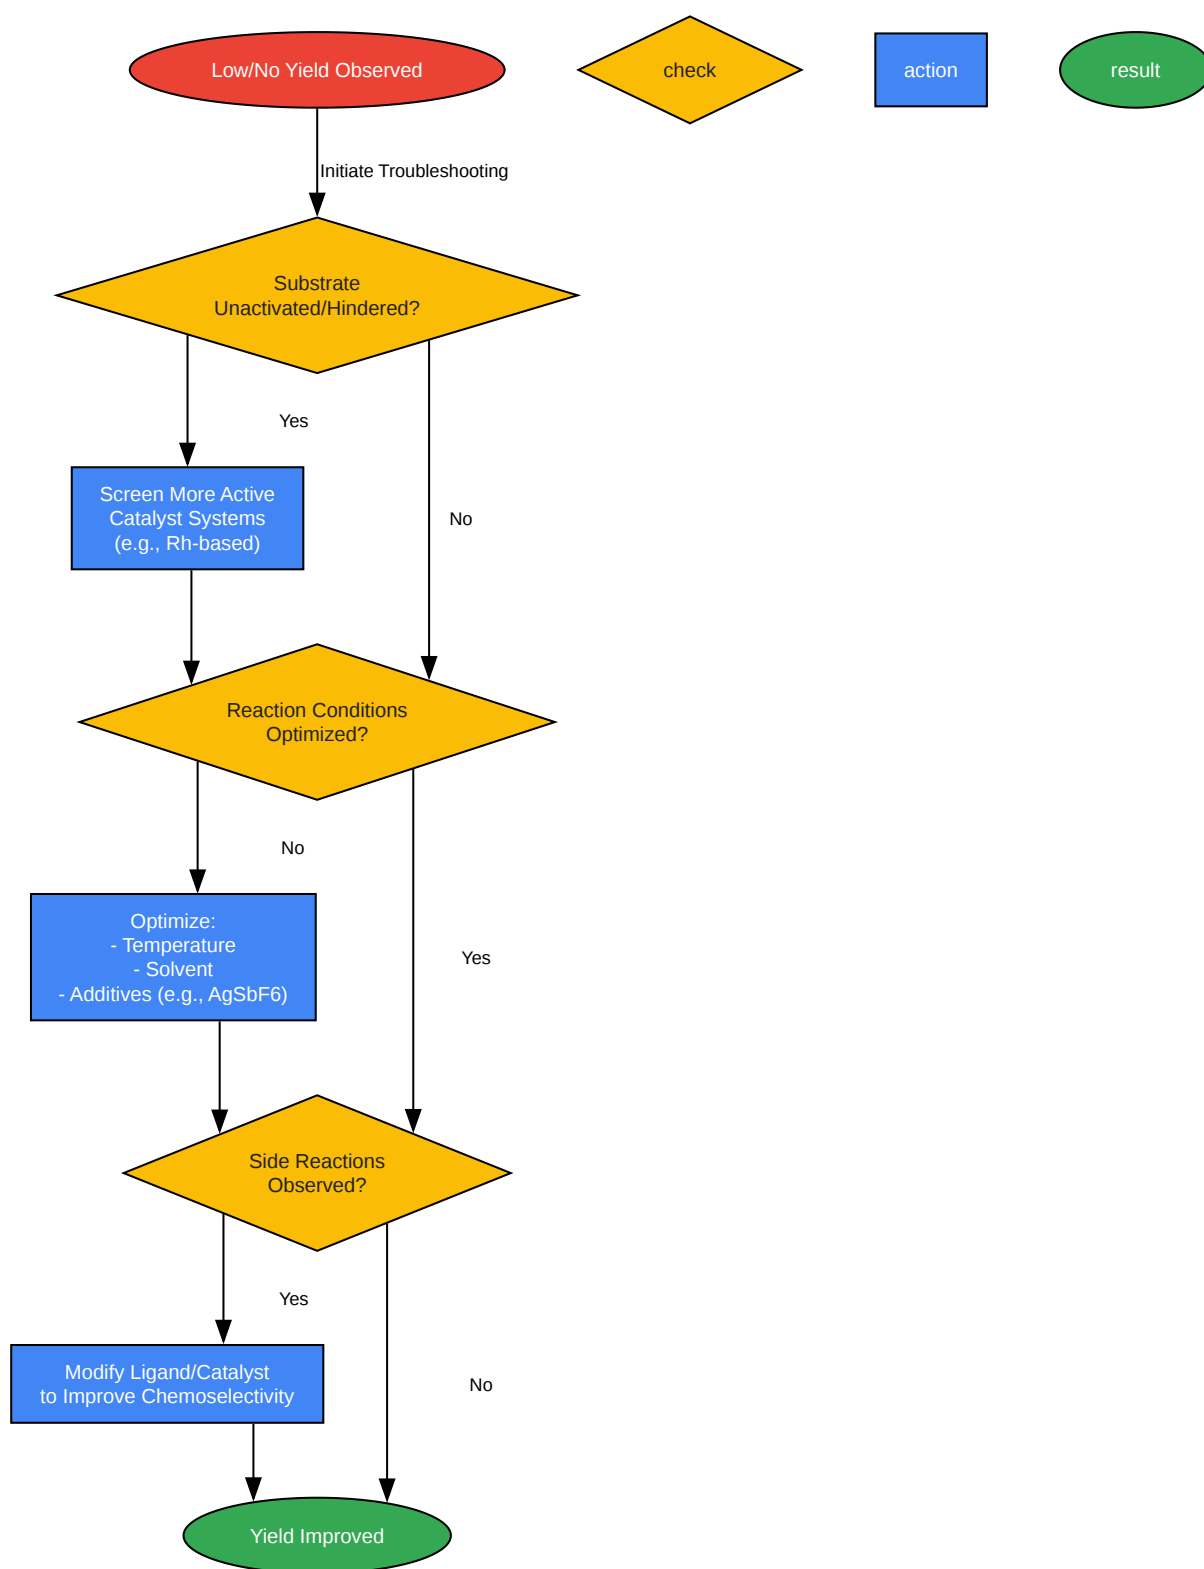 Low/No Yield Observed
check
action
result
Initiate Troubleshooting
Substrate
Unactivated/Hindered?
Yes
Screen More Active
Catalyst Systems
(e.g., Rh-based)
No
Reaction Conditions
Optimized?
No
Optimize:
- Temperature
- Solvent
- Additives (e.g., AgSbF6)
Yes
Side Reactions
Observed?
Yes
Modify Ligand/Catalyst
to Improve Chemoselectivity
No
Yield Improved